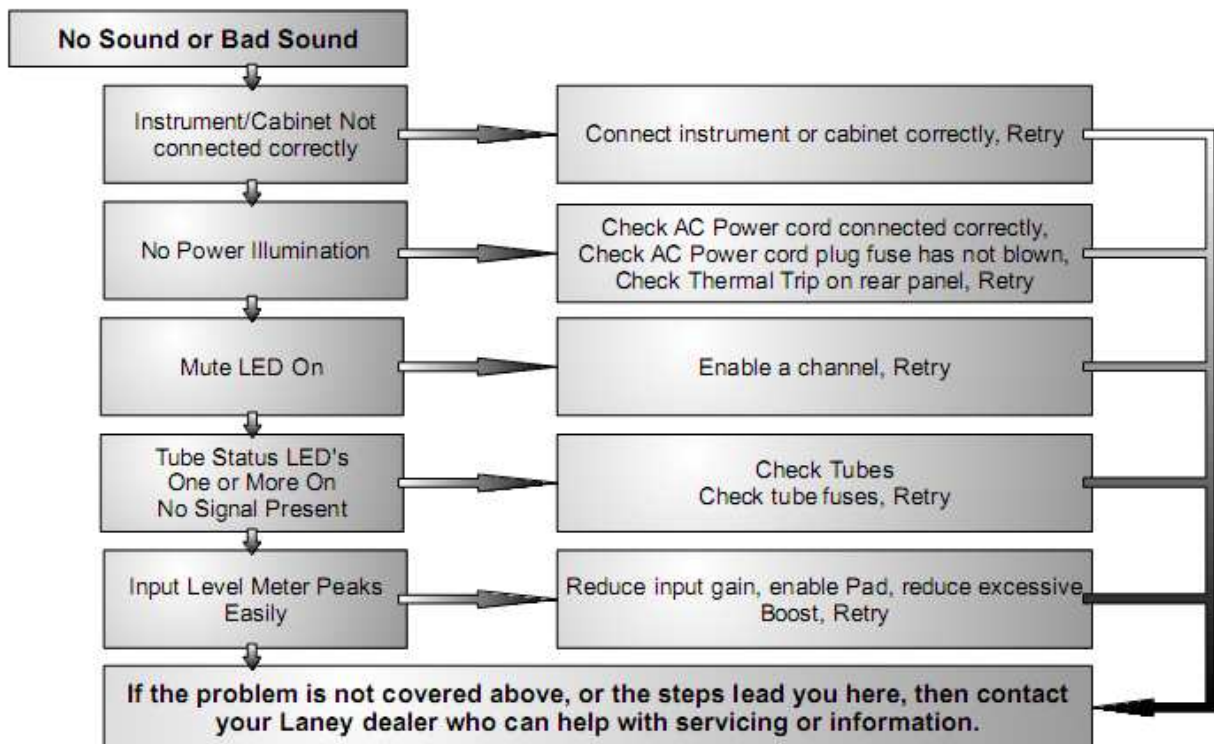 No Sound or Bad Sound
Instrument/Cabinet Not
connected correctly
Connect instrument or cabinet correctly, Retry
No Power Illumination
Check AC Power cord connected correctly,
Check AC Power cord plug fuse has not blown,
Check Thermal Trip on rear panel, Retry
Mute LED On
Enable a channel, Retry
Tube Status LED's
One or More On
No Signal Present
Check Tubes
Check tube fuses, Retry
Input Level Meter Peaks
Easily
Reduce input gain, enable Pad, reduce excessive
Boost, Retry
If the problem is not covered above, or the steps lead you here, then contact
your Laney dealer who can help with servicing or information.